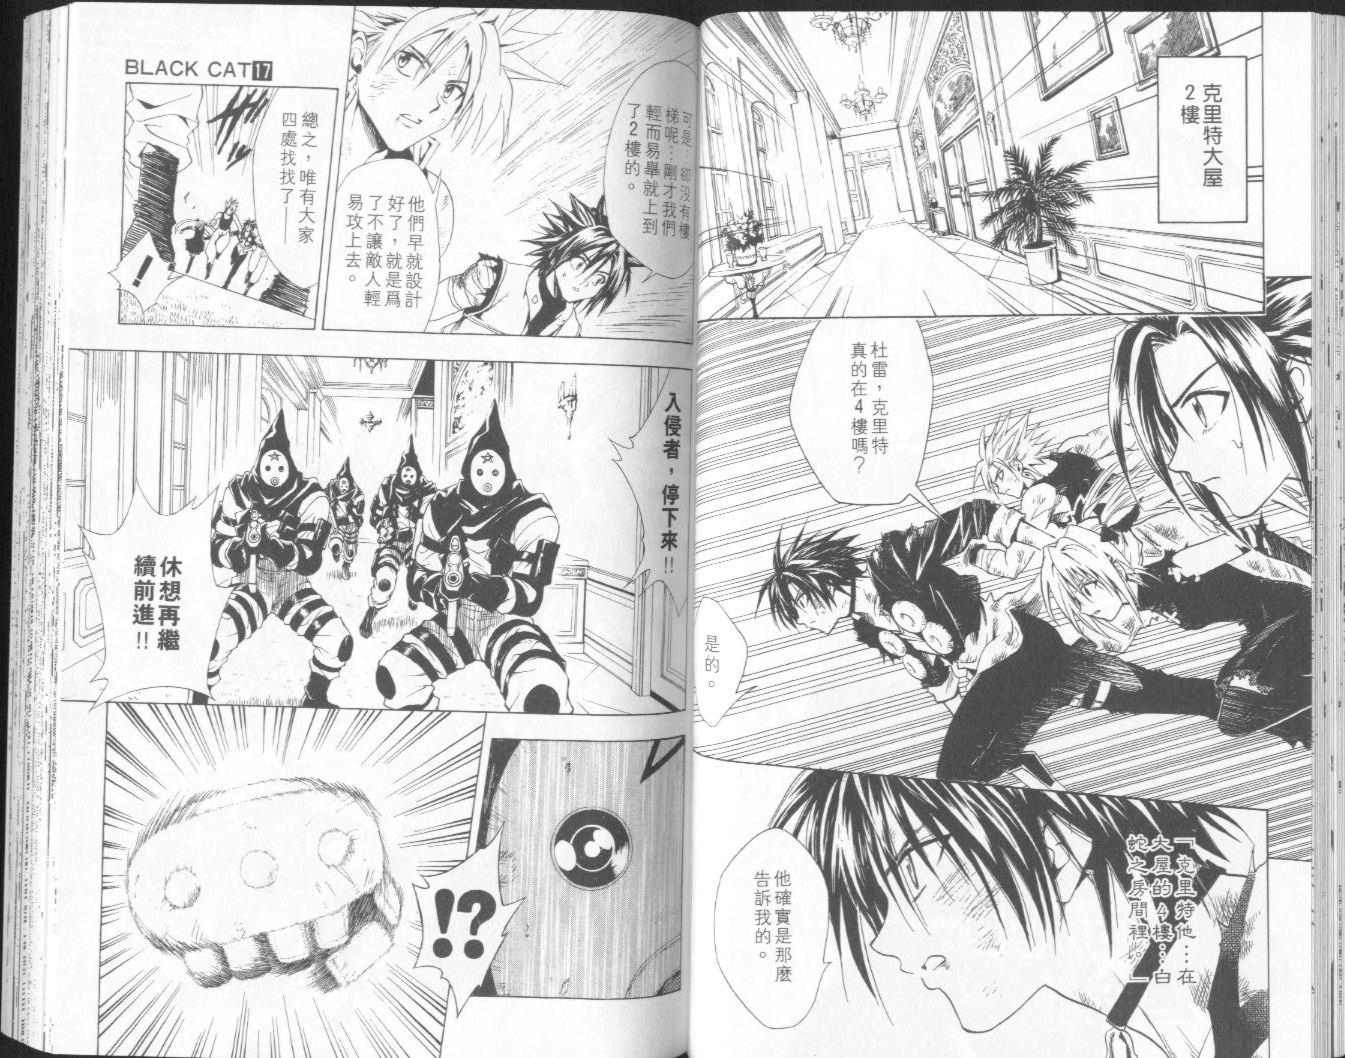 克里特大屋
2樓
杜雷，克里特
真的在4樓嗎？
是的。
「克里特他…在
大屋的4樓…白
蛇之房間裡。」
他確實是那麼
告訴我的。
BLACK CAT 17
可是…卻沒有樓
梯呢…剛才我們
輕而易舉就上到
了2樓的。
他們早就設計
好了，就是爲
了不讓敵人輕
易攻上去。
總之，唯有大家
四處找找了——
！
入侵者，停下來!!
休想再繼
續前進!!
!?